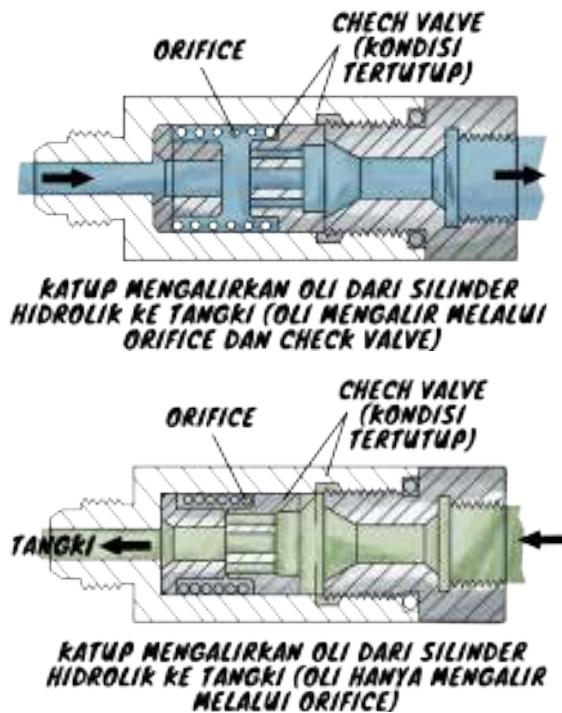 CHECH VALVE
(KONDISI
TERTUTUP)
ORIFICE
KATUP MENGALIRKAN OLI DARI SILINDER
HIDROLIK KE TANGKI (OLI MENGALIR MELALUI
ORIFICE DAN CHECK VALVE)
CHECH VALVE
(KONDISI
TERTUTUP)
ORIFICE
TANGKI
KATUP MENGALIRKAN OLI DARI SILINDER
HIDROLIK KE TANGKI (OLI HANYA MENGALIR
MELALUI ORIFICE)